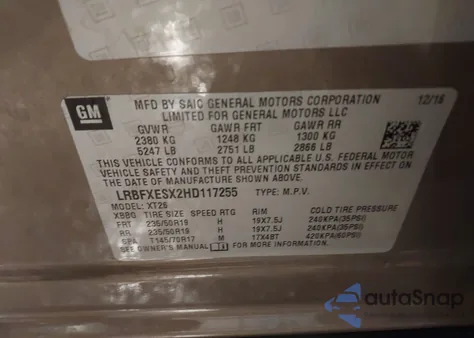 GM
MFD BY SAIC GENERAL MOTORS CORPORATION
LIMITED FOR GENERAL MOTORS LLC
12/16
GVWR GAWR FRT GAWR RR
2380 KG 1248 KG 1300 KG
5247 LB 2751 LB 2866 LB
THIS VEHICLE CONFORMS TO ALL APPLICABLE U.S. FEDERAL MOTOR
VEHICLE SAFETY AND THEFT PREVENTION STANDARDS IN EFFECT ON
THE DATE OF MANUFACTURE SHOWN ABOVE.
LRBFXESX2HD117255 TYPE: M.P.V.
MODEL: XT26
XBBG TIRE SIZE SPEED RTG RIM COLD TIRE PRESSURE
FRT 235/50R19 H 19X7.5J 240KPA(35PSI)
RR 235/50R19 H 19X7.5J 240KPA(35PSI)
SPA T145/70R17 M 17X4BT 420KPA(60PSI)
SEE OWNER'S MANUAL FOR MORE INFORMATION.
autoSnap